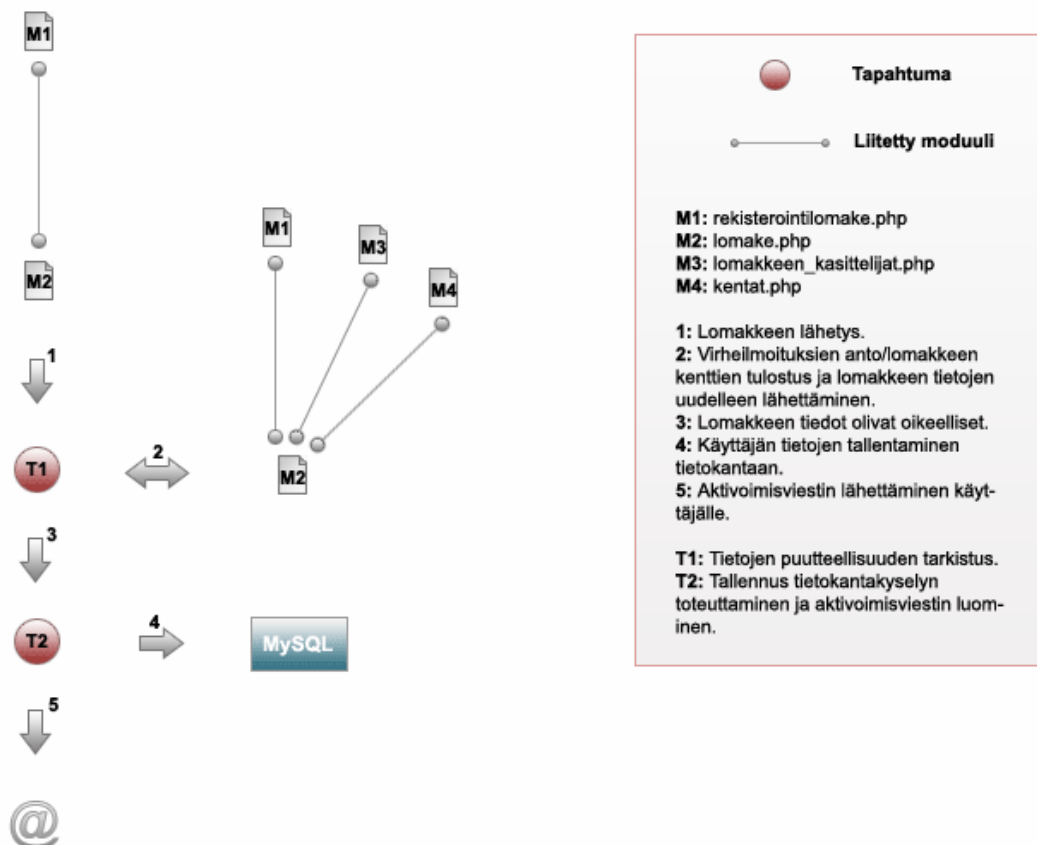 M1
M2
1
T1
2
M1
M3
M4
M2
3
T2
4
MySQL
5
@
Tapahtuma
Liitetty moduuli
M1: rekisterointilomake.php
M2: lomake.php
M3: lomakkeen_kasittelijat.php
M4: kentat.php
1: Lomakkeen lähetys.
2: Virheilmoituksien anto/lomakkeen
kenttien tulostus ja lomakkeen tietojen
uudelleen lähettäminen.
3: Lomakkeen tiedot olivat oikeelliset.
4: Käyttäjän tietojen tallentaminen
tietokantaan.
5: Aktivoimisviestin lähettäminen käyt-
täjälle.
T1: Tietojen puutteellisuuden tarkistus.
T2: Tallennus tietokantakyselyn
toteuttaminen ja aktivoimisviestin luom-
inen.